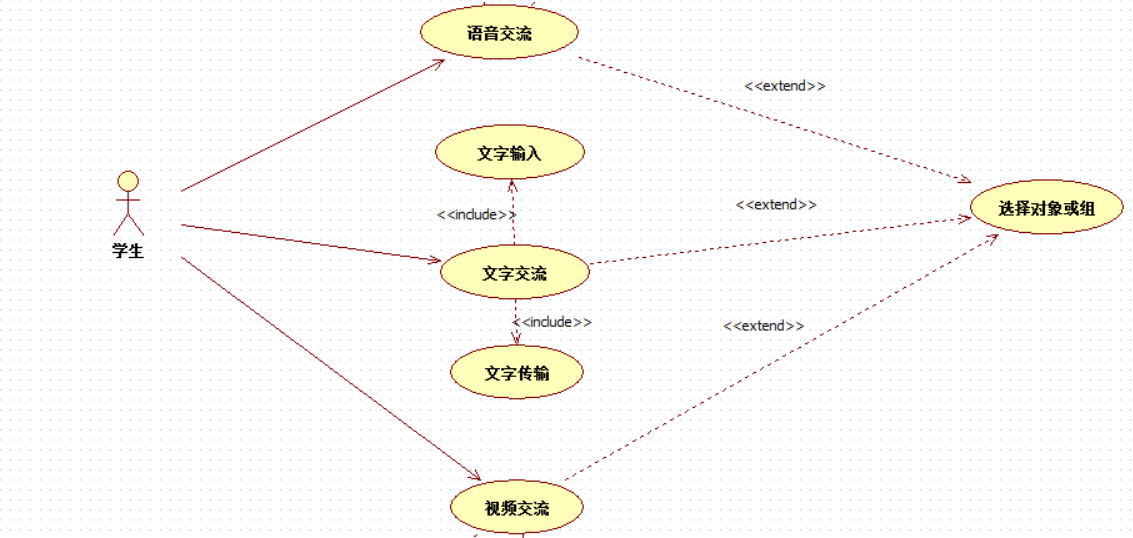 语音交流
<<extend>>
文字输入
<<include>>
<<extend>>
选择对象或组
学生
文字交流
<<include>>
<<extend>>
文字传输
视频交流